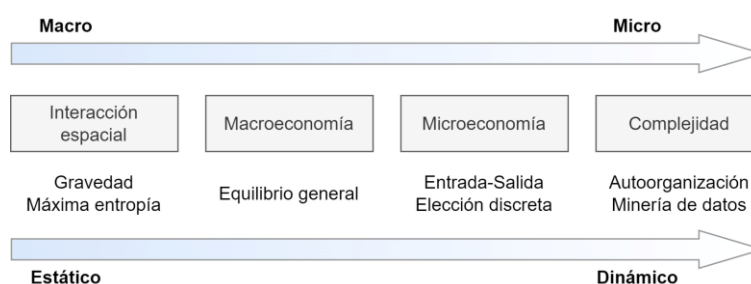 Macro
Micro
Interacción
espacial
Macroeconomía
Microeconomía
Complejidad
Gravedad
Máxima entropía
Equilibrio general
Entrada-Salida
Elección discreta
Autoorganización
Minería de datos
Estático
Dinámico